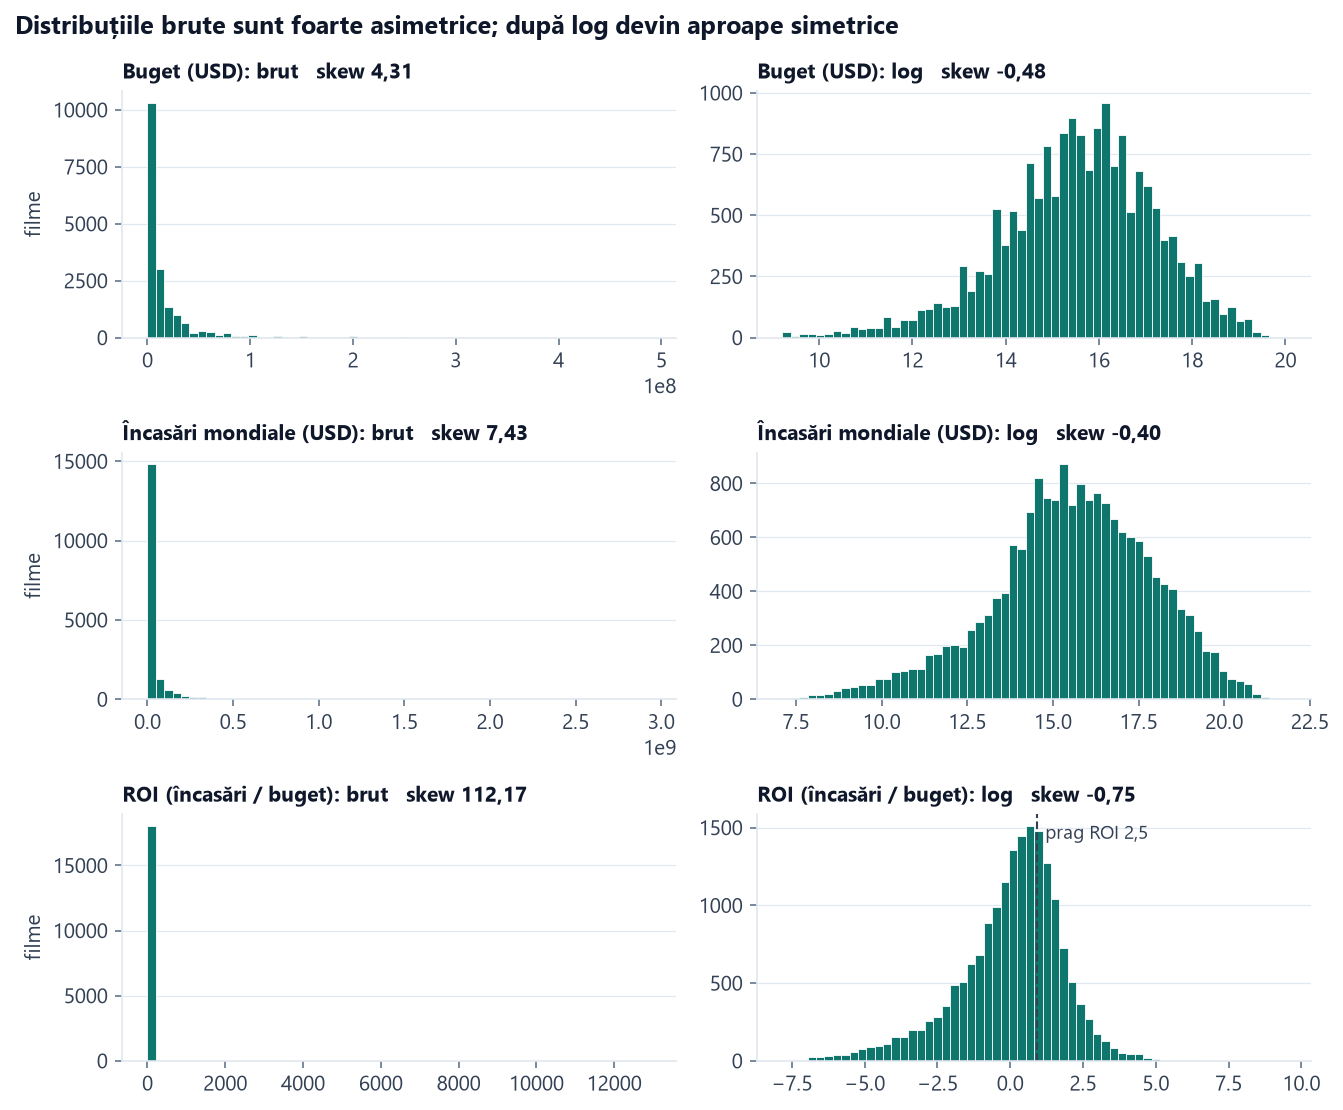 Distribuțiile brute sunt foarte asimetrice; după log devin aproape simetrice
Buget (USD): brut skew 4,31
filme
10000
7500
5000
2500
0
0 1 2 3 4 5
1e8
Buget (USD): log skew -0,48
1000
750
500
250
0
10 12 14 16 18 20
Încasări mondiale (USD): brut skew 7,43
filme
15000
10000
5000
0
0.0 0.5 1.0 1.5 2.0 2.5 3.0
1e9
Încasări mondiale (USD): log skew -0,40
800
600
400
200
0
7.5 10.0 12.5 15.0 17.5 20.0 22.5
ROI (încasări / buget): brut skew 112,17
filme
15000
10000
5000
0
0 2000 4000 6000 8000 10000 12000
ROI (încasări / buget): log skew -0,75
prag ROI 2,5
1500
1000
500
0
−7.5 −5.0 −2.5 0.0 2.5 5.0 7.5 10.0